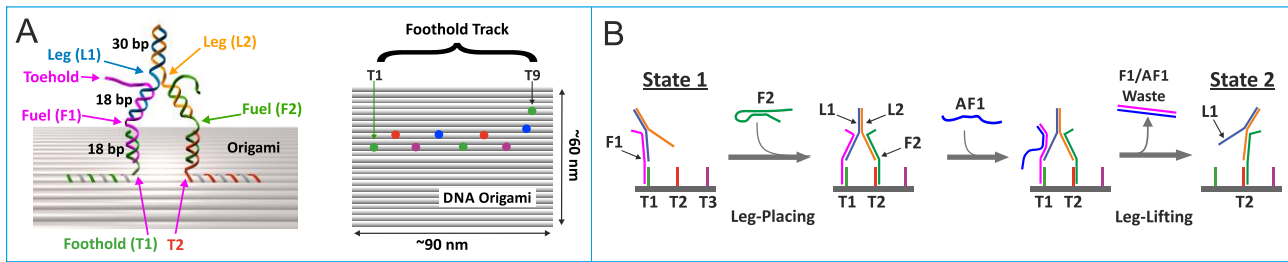 A
30 bp
Leg (L2)
Leg (L1)
Toehold
18 bp
Fuel (F1)
Fuel (F2)
18 bp
Origami
Foothold (T1)
T2
Foothold Track
T1
T9
DNA Origami
~60 nm
~90 nm
B
State 1
F1
T1
T2
T3
F2
Leg-Placing
L1
L2
F2
T1
T2
AF1
T1
T2
F1/AF1
Waste
Leg-Lifting
State 2
L1
T2